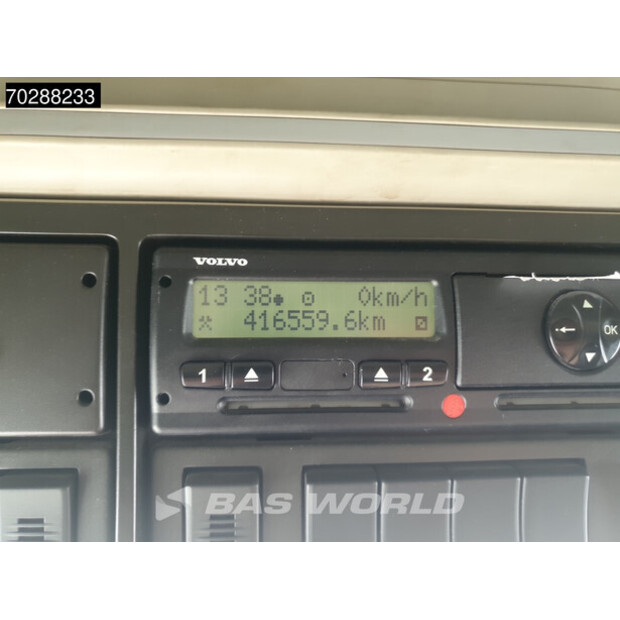 70288233
VOLVO
13 38 0km/h
416559.6km
1 2
OK
BAS WORLD